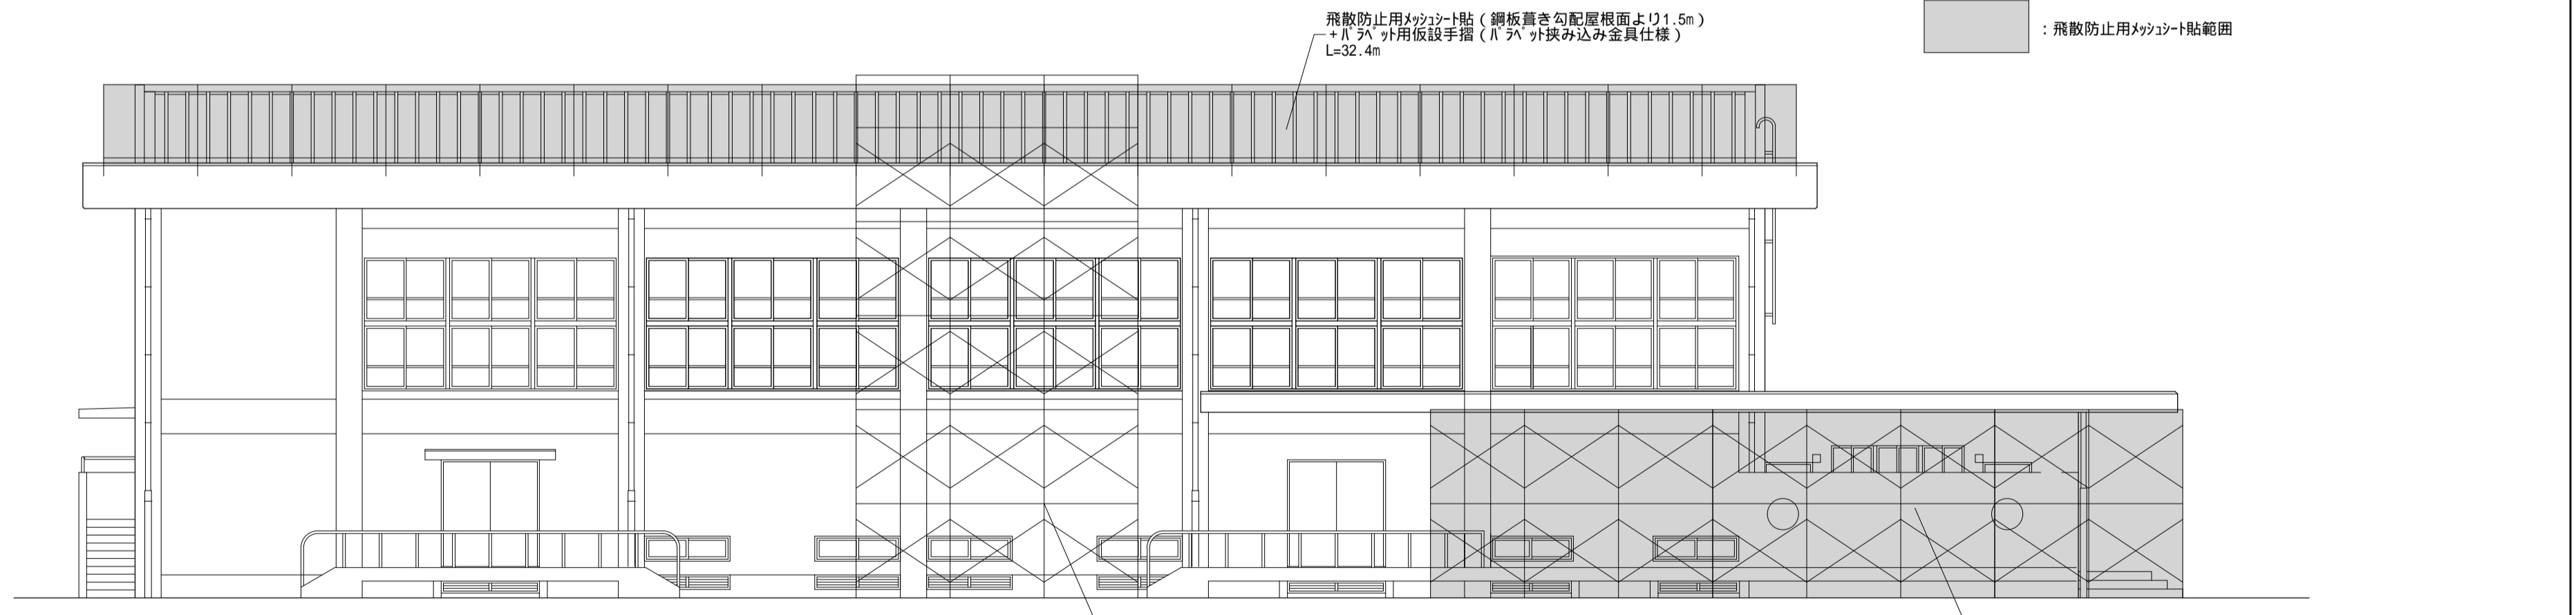 飛散防止用ﾒｯｼｭｼｰﾄ貼（鋼板葺き勾配屋根面より1.5m）
+ﾊﾟﾗﾍﾟｯﾄ用仮設手摺（ﾊﾟﾗﾍﾟｯﾄ挟み込み金具仕様）
L=32.4m
：飛散防止用ﾒｯｼｭｼｰﾄ貼範囲